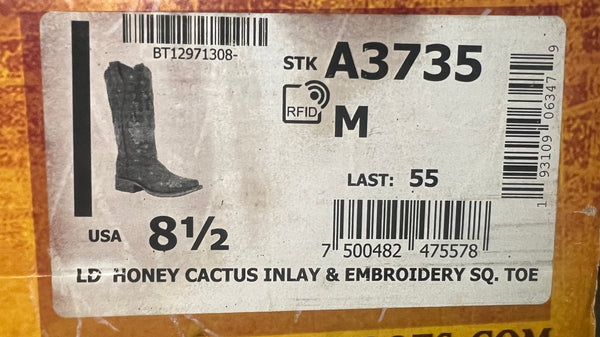 BT12971308-
STK A3735
RFID
M
LAST: 55
1 93109 06347 9
USA 8½
7 500482 475578
LD HONEY CACTUS INLAY & EMBROIDERY SQ. TOE
.COM